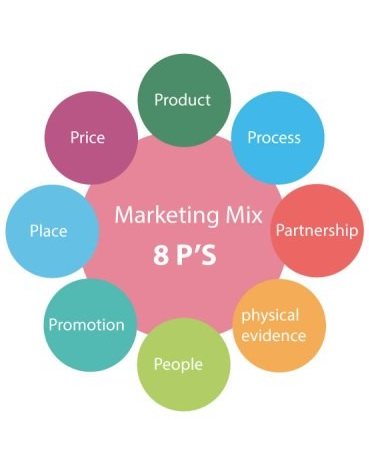 Product
Price
Process
Marketing Mix
8 P'S
Place
Partnership
Promotion
physical
evidence
People